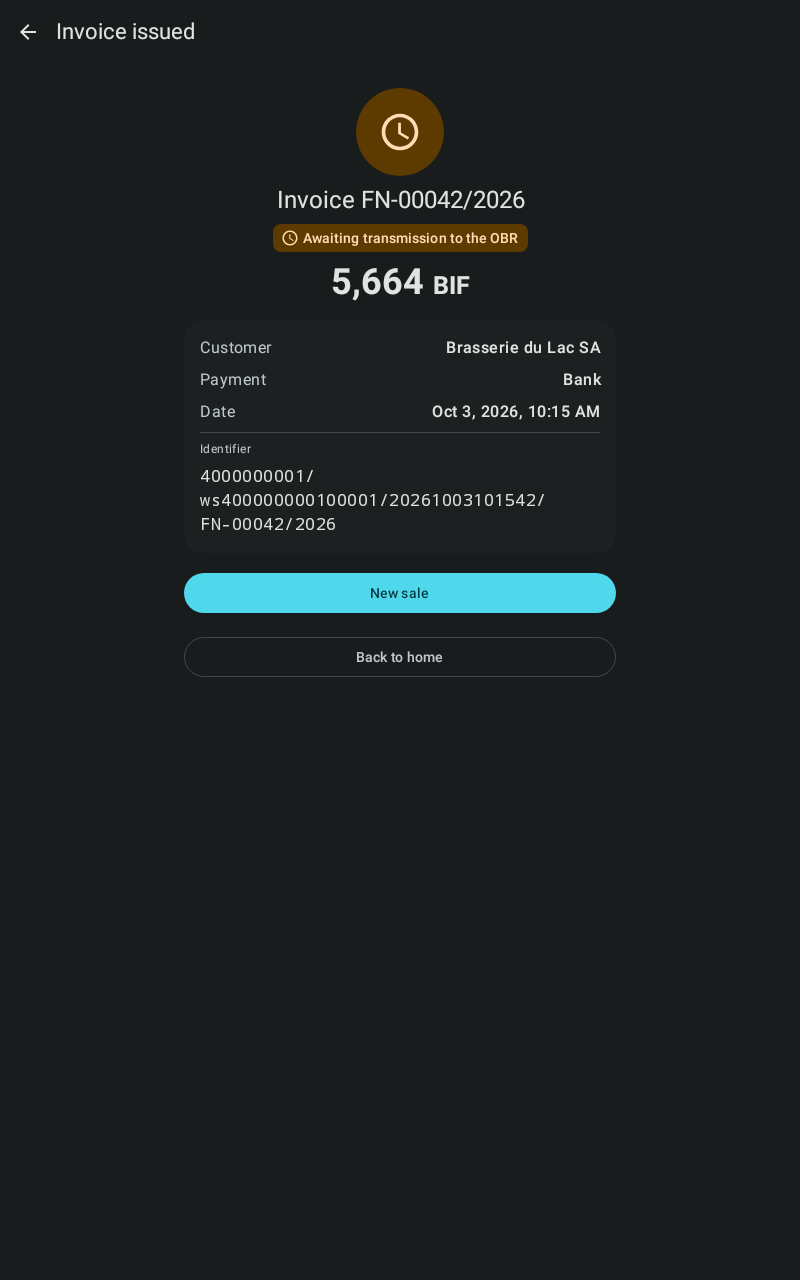 Invoice issued
Invoice FN-00042/2026
Awaiting transmission to the OBR
5,664 BIF
Customer Brasserie du Lac SA
Payment Bank
Date Oct 3, 2026, 10:15 AM
Identifier
4000000001/
ws400000000100001/20261003101542/
FN-00042/2026
New sale
Back to home